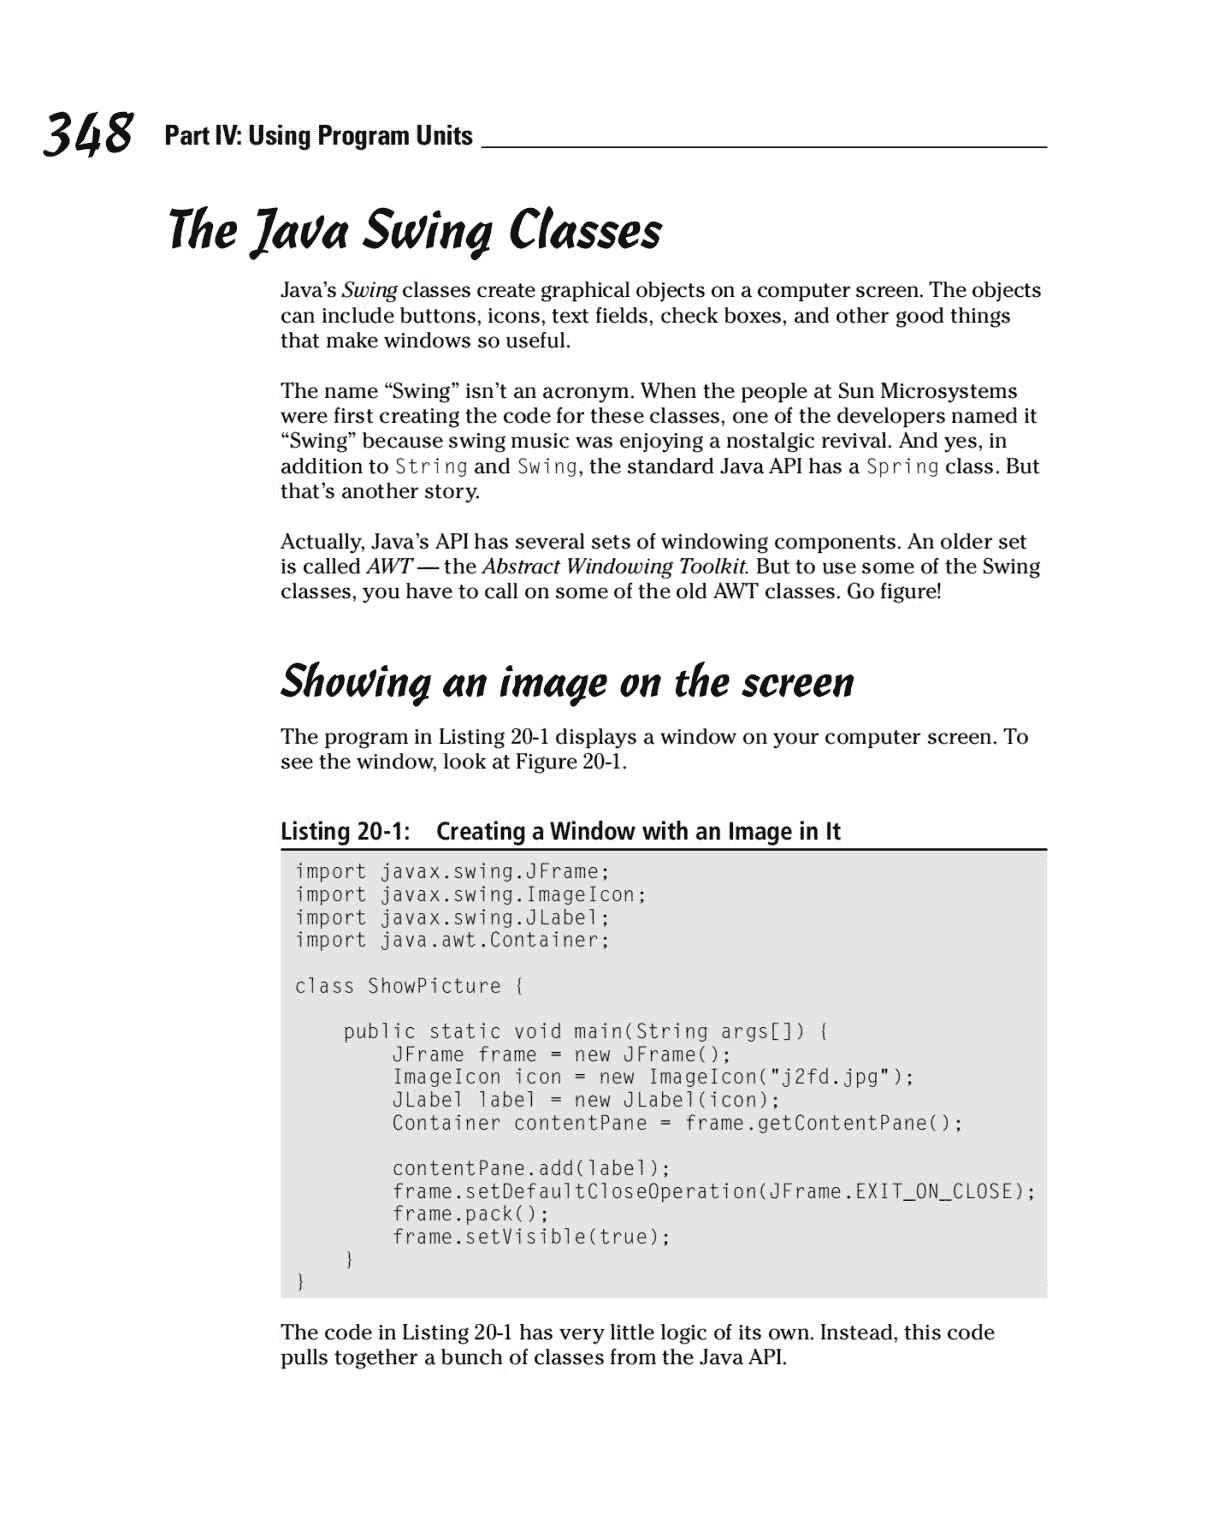 348 Part IV: Using Program Units
The Java Swing Classes
Java’s Swing classes create graphical objects on a computer screen. The objects
can include buttons, icons, text fields, check boxes, and other good things
that make windows so useful.
The name “Swing” isn’t an acronym. When the people at Sun Microsystems
were first creating the code for these classes, one of the developers named it
“Swing” because swing music was enjoying a nostalgic revival. And yes, in
addition to String and Swing, the standard Java API has a Spring class. But
that’s another story.
Actually, Java’s API has several sets of windowing components. An older set
is called AWT — the Abstract Windowing Toolkit. But to use some of the Swing
classes, you have to call on some of the old AWT classes. Go figure!
Showing an image on the screen
The program in Listing 20-1 displays a window on your computer screen. To
see the window, look at Figure 20-1.
Listing 20-1: Creating a Window with an Image in It
import javax.swing.JFrame;
import javax.swing.ImageIcon;
import javax.swing.JLabel;
import java.awt.Container;
class ShowPicture {
public static void main(String args[]) {
JFrame frame = new JFrame();
ImageIcon icon = new ImageIcon("j2fd.jpg");
JLabel label = new JLabel(icon);
Container contentPane = frame.getContentPane();
contentPane.add(label);
frame.setDefaultCloseOperation(JFrame.EXIT_ON_CLOSE);
frame.pack();
frame.setVisible(true);
}
}
The code in Listing 20-1 has very little logic of its own. Instead, this code
pulls together a bunch of classes from the Java API.